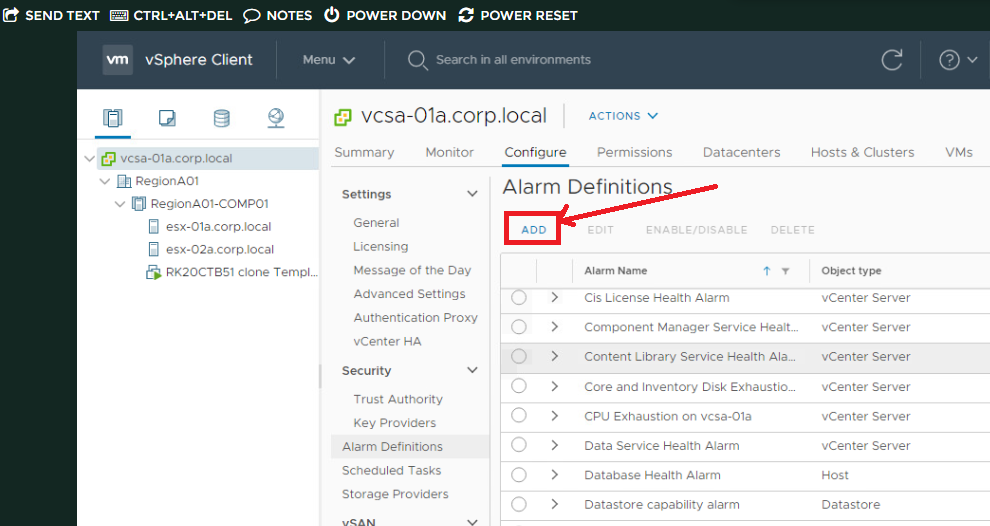 SEND TEXT CTRL+ALT+DEL NOTES POWER DOWN POWER RESET
vm vSphere Client Menu Search in all environments
vcsa-01a.corp.local ACTIONS
Summary Monitor Configure Permissions Datacenters Hosts & Clusters VMs
vcsa-01a.corp.local
RegionA01
RegionA01-COMP01
esx-01a.corp.local
esx-02a.corp.local
RK20CTB51 clone Templ...
Settings
General
Licensing
Message of the Day
Advanced Settings
Authentication Proxy
vCenter HA
Security
Trust Authority
Key Providers
Alarm Definitions
Scheduled Tasks
Storage Providers
vSAN
Alarm Definitions
ADD EDIT ENABLE/DISABLE DELETE
Alarm Name Object type
Cis License Health Alarm vCenter Server
Component Manager Service Healt... vCenter Server
Content Library Service Health Ala... vCenter Server
Core and Inventory Disk Exhaustio... vCenter Server
CPU Exhaustion on vcsa-01a vCenter Server
Data Service Health Alarm vCenter Server
Database Health Alarm Host
Datastore capability alarm Datastore